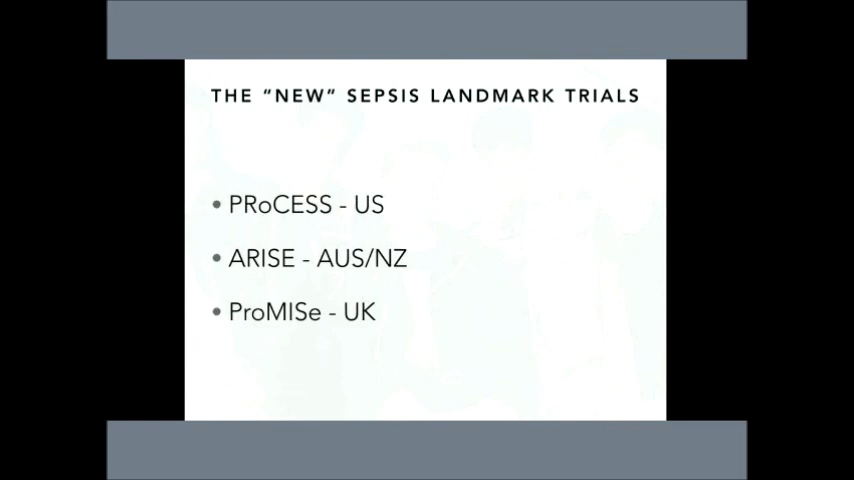 THE “NEW” SEPSIS LANDMARK TRIALS
• PRoCESS - US
• ARISE - AUS/NZ
• ProMISe - UK